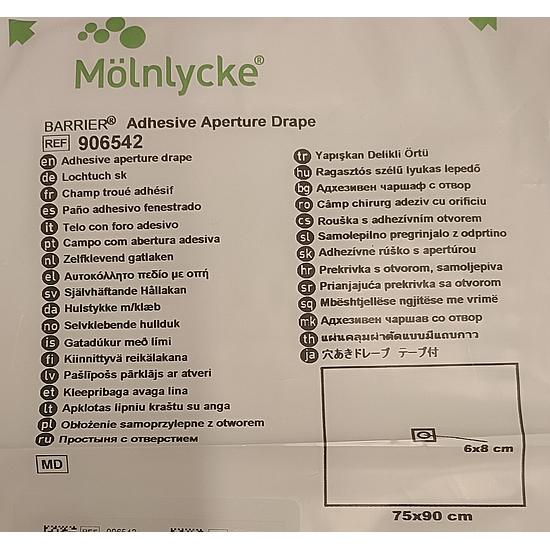 Mölnlycke®
BARRIER® Adhesive Aperture Drape
REF 906542
en Adhesive aperture drape
de Lochtuch sk
fr Champ troué adhésif
es Paño adhesivo fenestrado
it Telo con foro adesivo
pt Campo com abertura adesiva
nl Zelfklevend gatlaken
el Αυτοκόλλητο πεδίο με οπή
sv Självhäftande Hållakan
da Hulstykke m/klæb
no Selvklebende hullduk
is Gatadúkur með lími
fi Kiinnittyvä reikälakana
lv Pašlīpošs pārklājs ar atveri
et Kleepribaga avaga lina
lt Apklotas lipniu kraštu su anga
pl Obłożenie samoprzylepne z otworem
ru Простыня с отверстием
tr Yapışkan Delikli Örtü
hu Ragasztós szélű lyukas lepedő
bg Адхезивен чаршаф с отвор
ro Câmp chirurg adeziv cu orificiu
cs Rouška s adhezívním otvorem
sl Samolepilno pregrinjalo z odprtino
sk Adhezívne rúško s apertúrou
hr Prekrivka s otvorom, samoljepiva
sr Prianjajuća prekrivka sa otvorom
sq Mbështjellëse ngjitëse me vrimë
mk Адхезивен чаршав со отвор
th แผ่นคลุมผ่าตัดแบบมีแถบกาว
ja 穴あきドレープ テープ付
6x8 cm
75x90 cm
MD
REF 906542